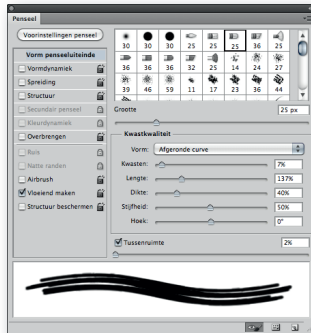 Penseel
Voorinstellingen penseel
Vorm penseeluiteinde
Vormdynamiek
Spreiding
Structuur
Secundair penseel
Kleurdynamiek
Overbrengen
Ruis
Natte randen
Airbrush
Vloeiend maken
Structuur beschermen
30 30 30 25 25 25 36 25
36 36 36 32 25 14 24 27
39 46 59 11 17 23 36 44
Grootte 25 px
Kwastkwaliteit
Vorm: Afgeronde curve
Kwasten: 7%
Lengte: 137%
Dikte: 40%
Stijfheid: 50%
Hoek: 0°
Tussenruimte 2%